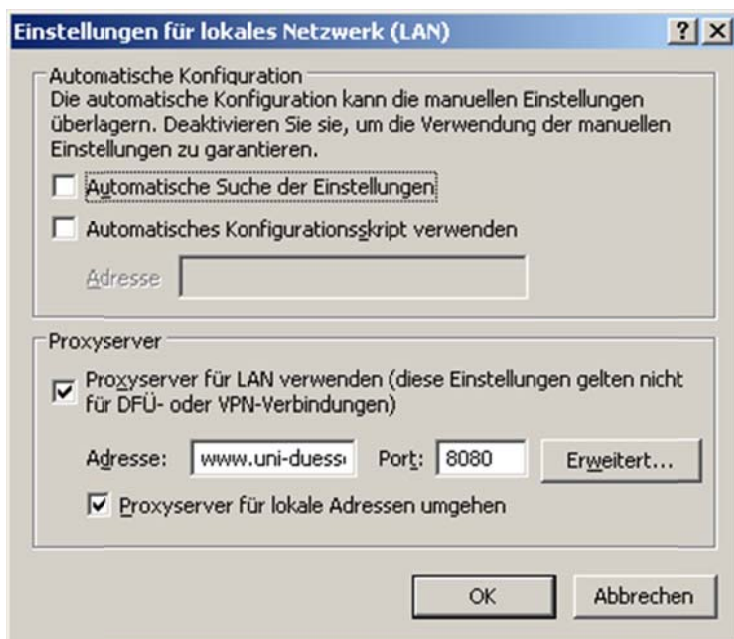 Einstellungen für lokales Netzwerk (LAN)
Automatische Konfiguration
Die automatische Konfiguration kann die manuellen Einstellungen
überlagern. Deaktivieren Sie sie, um die Verwendung der manuellen
Einstellungen zu garantieren.
Automatische Suche der Einstellungen
Automatisches Konfigurationsskript verwenden
Adresse
Proxyserver
Proxyserver für LAN verwenden (diese Einstellungen gelten nicht
für DFÜ- oder VPN-Verbindungen)
Adresse: www.uni-duess Port: 8080 Erweitert...
Proxyserver für lokale Adressen umgehen
OK Abbrechen